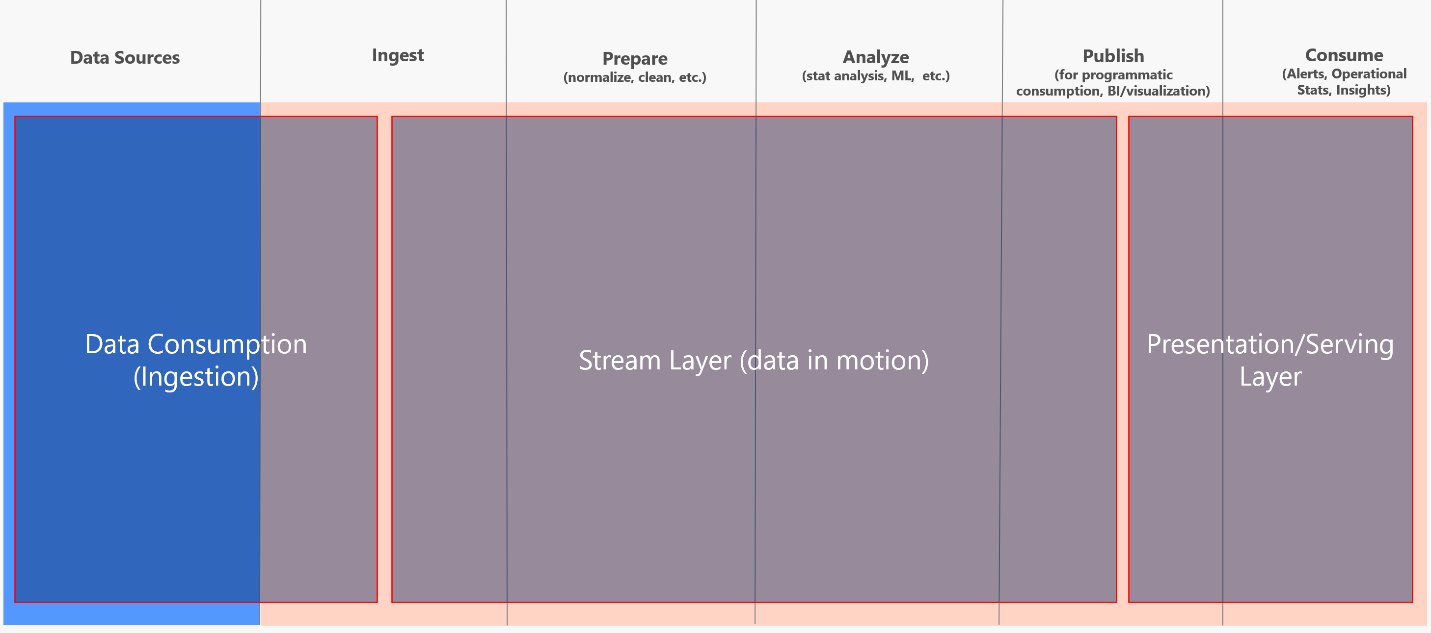 Data Sources
Ingest
Prepare
(normalize, clean, etc.)
Analyze
(stat analysis, ML, etc.)
Publish
(for programmatic
consumption, BI/visualization)
Consume
(Alerts, Operational
Stats, Insights)
Data Consumption
(Ingestion)
Stream Layer (data in motion)
Presentation/Serving
Layer